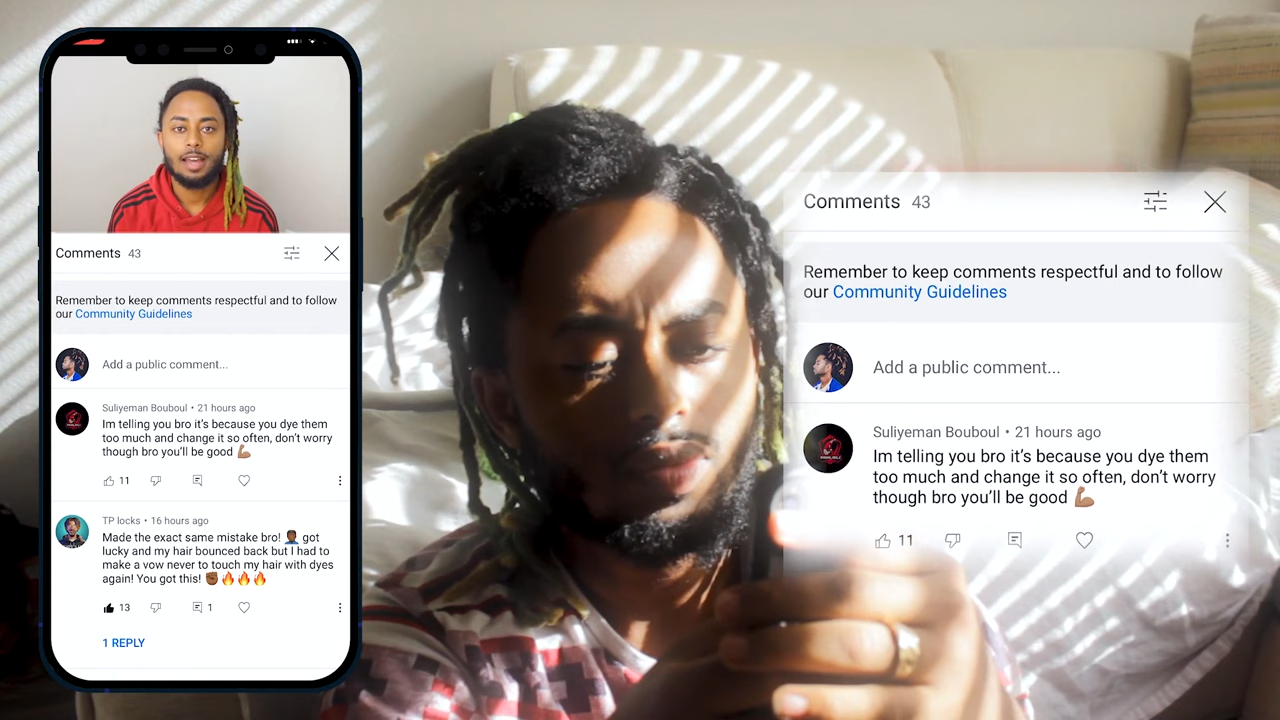 Comments 43
Remember to keep comments respectful and to follow
our Community Guidelines
Add a public comment...
Suliyeman Bouboul • 21 hours ago
Im telling you bro it's because you dye them
too much and change it so often, don't worry
though bro you'll be good 💪🏽
11
TP locks • 16 hours ago
Made the exact same mistake bro! 🤦🏾‍♂️ got
lucky and my hair bounced back but I had to
make a vow never to touch my hair with dyes
again! You got this! ✊🏾🔥🔥🔥
13 1
1 REPLY
Comments 43
Remember to keep comments respectful and to follow
our Community Guidelines
Add a public comment...
Suliyeman Bouboul • 21 hours ago
Im telling you bro it's because you dye them
too much and change it so often, don't worry
though bro you'll be good 💪🏽
11